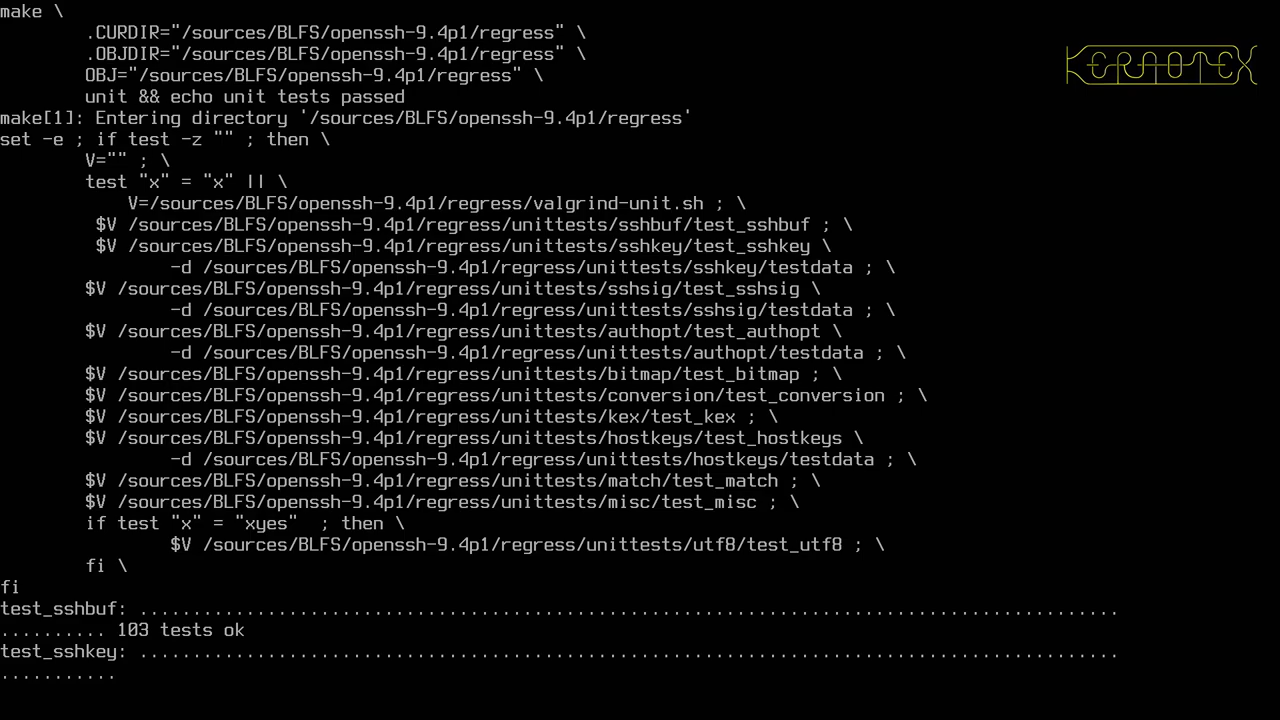 make \
.CURDIR="/sources/BLFS/openssh-9.4p1/regress" \
.OBJDIR="/sources/BLFS/openssh-9.4p1/regress" \
OBJ="/sources/BLFS/openssh-9.4p1/regress" \
unit && echo unit tests passed
make[1]: Entering directory '/sources/BLFS/openssh-9.4p1/regress'
set -e ; if test -z "" ; then \
V="" ; \
test "x" = "x" || \
V=/sources/BLFS/openssh-9.4p1/regress/valgrind-unit.sh ; \
$V /sources/BLFS/openssh-9.4p1/regress/unittests/sshbuf/test_sshbuf ; \
$V /sources/BLFS/openssh-9.4p1/regress/unittests/sshkey/test_sshkey \
-d /sources/BLFS/openssh-9.4p1/regress/unittests/sshkey/testdata ; \
$V /sources/BLFS/openssh-9.4p1/regress/unittests/sshsig/test_sshsig \
-d /sources/BLFS/openssh-9.4p1/regress/unittests/sshsig/testdata ; \
$V /sources/BLFS/openssh-9.4p1/regress/unittests/authopt/test_authopt \
-d /sources/BLFS/openssh-9.4p1/regress/unittests/authopt/testdata ; \
$V /sources/BLFS/openssh-9.4p1/regress/unittests/bitmap/test_bitmap ; \
$V /sources/BLFS/openssh-9.4p1/regress/unittests/conversion/test_conversion ; \
$V /sources/BLFS/openssh-9.4p1/regress/unittests/kex/test_kex ; \
$V /sources/BLFS/openssh-9.4p1/regress/unittests/hostkeys/test_hostkeys \
-d /sources/BLFS/openssh-9.4p1/regress/unittests/hostkeys/testdata ; \
$V /sources/BLFS/openssh-9.4p1/regress/unittests/match/test_match ; \
$V /sources/BLFS/openssh-9.4p1/regress/unittests/misc/test_misc ; \
if test "x" = "xyes" ; then \
$V /sources/BLFS/openssh-9.4p1/regress/unittests/utf8/test_utf8 ; \
fi \
fi
test_sshbuf: ............................................................................................
.......... 103 tests ok
test_sshkey: ............................................................................................
...........
KERNOTEX